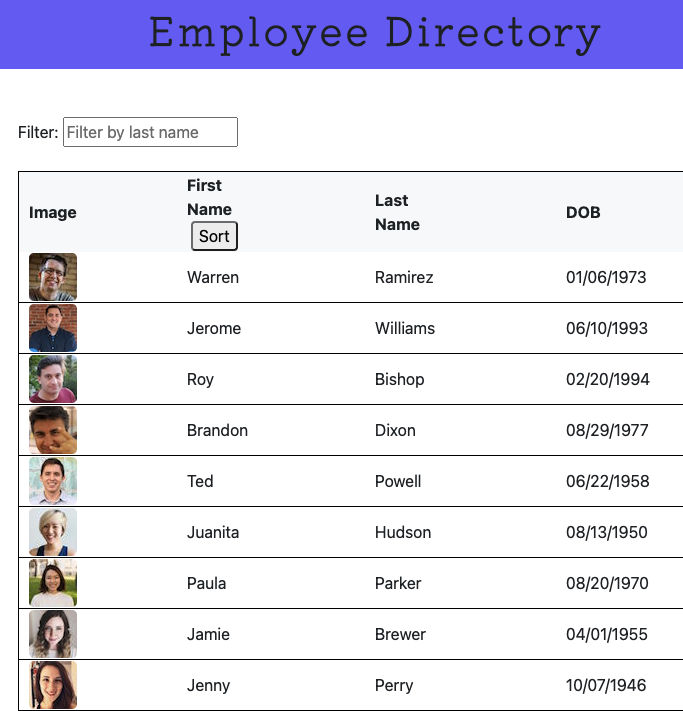 Employee Directory
Filter: Filter by last name
Image First Name Sort Last Name DOB
Warren Ramirez 01/06/1973
Jerome Williams 06/10/1993
Roy Bishop 02/20/1994
Brandon Dixon 08/29/1977
Ted Powell 06/22/1958
Juanita Hudson 08/13/1950
Paula Parker 08/20/1970
Jamie Brewer 04/01/1955
Jenny Perry 10/07/1946